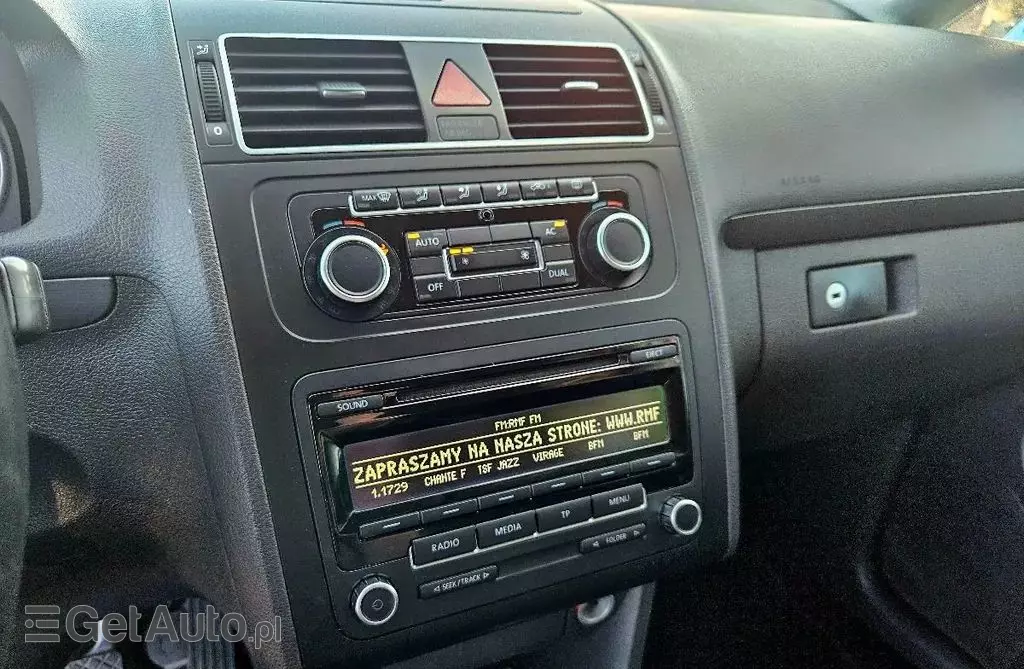 0
MAX
AUTO
AC
OFF
DUAL
SOUND
EJECT
FM:RMF FM
ZAPRASZAMY NA NASZA STRONE: WWW.RMF
1.1729 CHANTE F TSF JAZZ VIRAGE BFM BFM
RADIO MEDIA TP MENU
SEEK/TRACK
FOLDER
GetAuto.pl